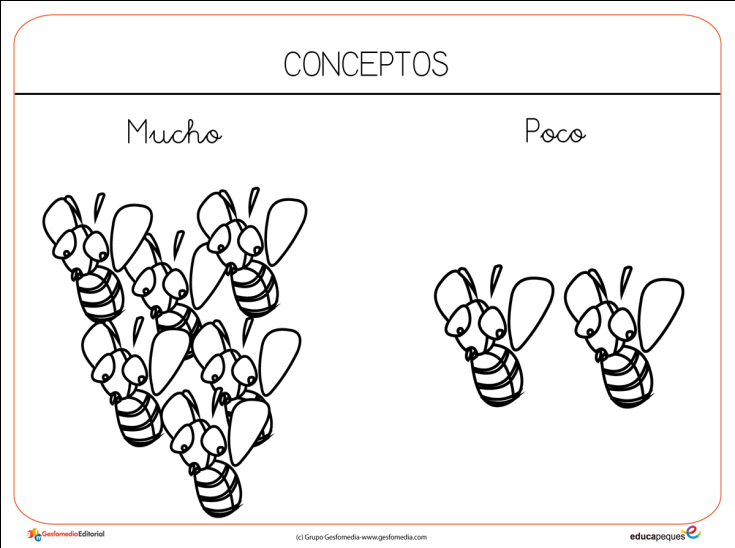 CONCEPTOS
Mucho
Poco
GesfomediaEditorial
(c) Grupo Gesfomedia-www.gesfomedia.com
educapeques